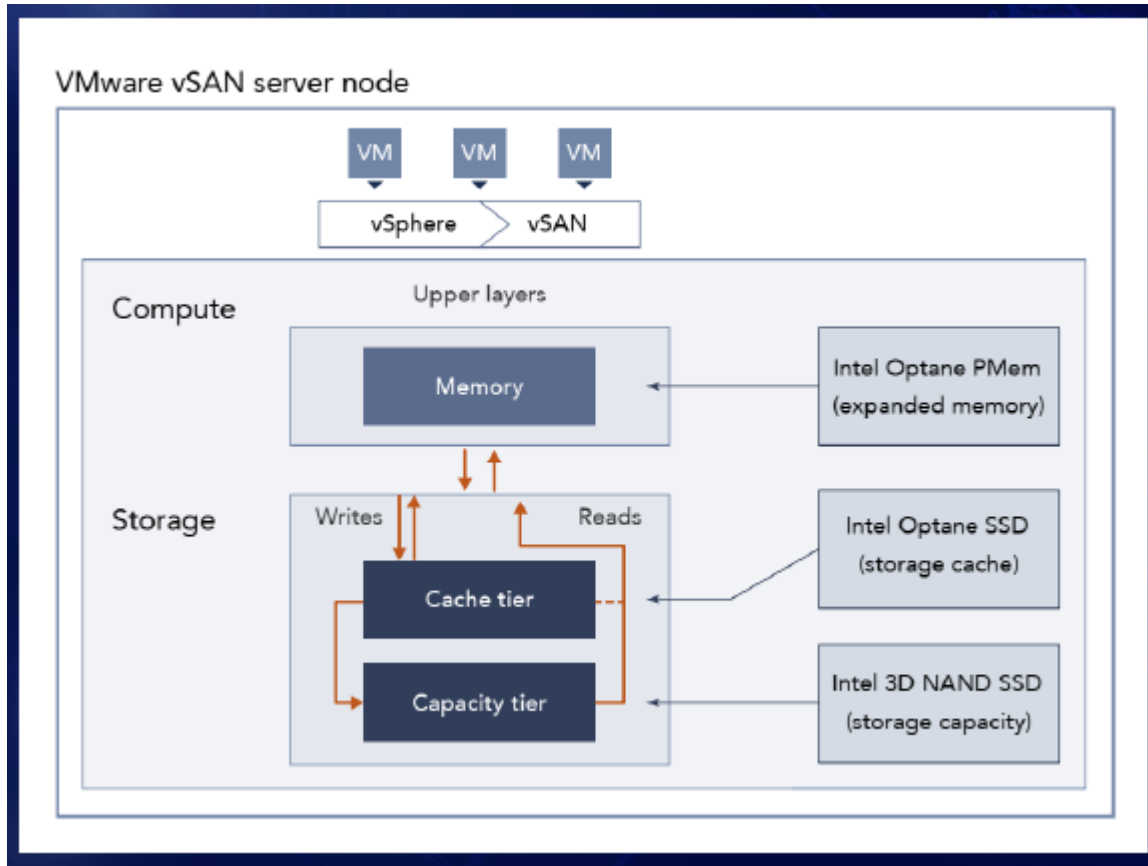 VMware vSAN server node
VM VM VM
vSphere vSAN
Upper layers
Compute
Memory
Intel Optane PMem
(expanded memory)
Storage
Writes
Reads
Cache tier
Capacity tier
Intel Optane SSD
(storage cache)
Intel 3D NAND SSD
(storage capacity)